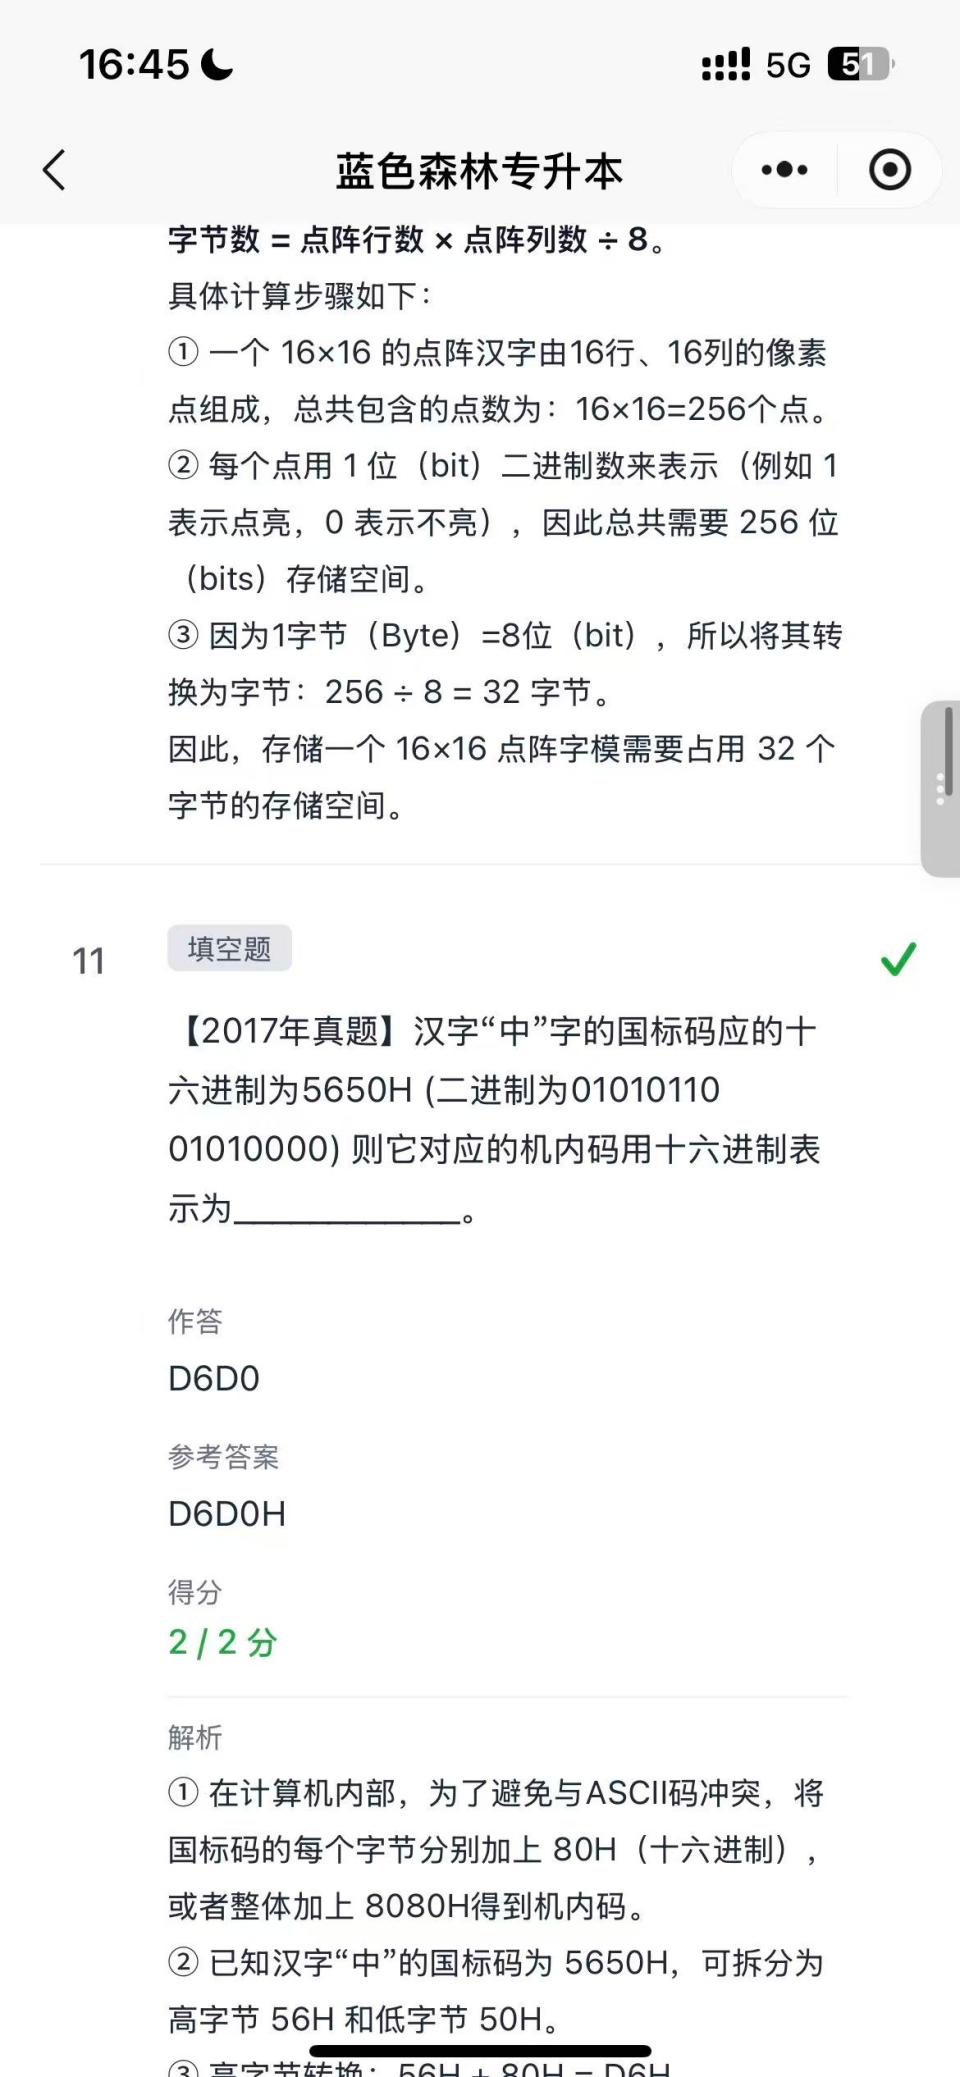 16:45
5G
51
蓝色森林专升本
字节数 = 点阵行数 × 点阵列数 ÷ 8。
具体计算步骤如下：
① 一个 16×16 的点阵汉字由16行、16列的像素
点组成，总共包含的点数为：16×16=256个点。
② 每个点用 1 位（bit）二进制数来表示（例如 1
表示点亮，0 表示不亮），因此总共需要 256 位
（bits）存储空间。
③ 因为1字节（Byte）=8位（bit），所以将其转
换为字节：256 ÷ 8 = 32 字节。
因此，存储一个 16×16 点阵字模需要占用 32 个
字节的存储空间。
11
填空题
【2017年真题】汉字“中”字的国标码应的十
六进制为5650H (二进制为01010110
01010000) 则它对应的机内码用十六进制表
示为____________。
作答
D6D0
参考答案
D6D0H
得分
2 / 2 分
解析
① 在计算机内部，为了避免与ASCII码冲突，将
国标码的每个字节分别加上 80H（十六进制），
或者整体加上 8080H得到机内码。
② 已知汉字“中”的国标码为 5650H，可拆分为
高字节 56H 和低字节 50H。
③ 高字节转换：56H + 80H = D6H